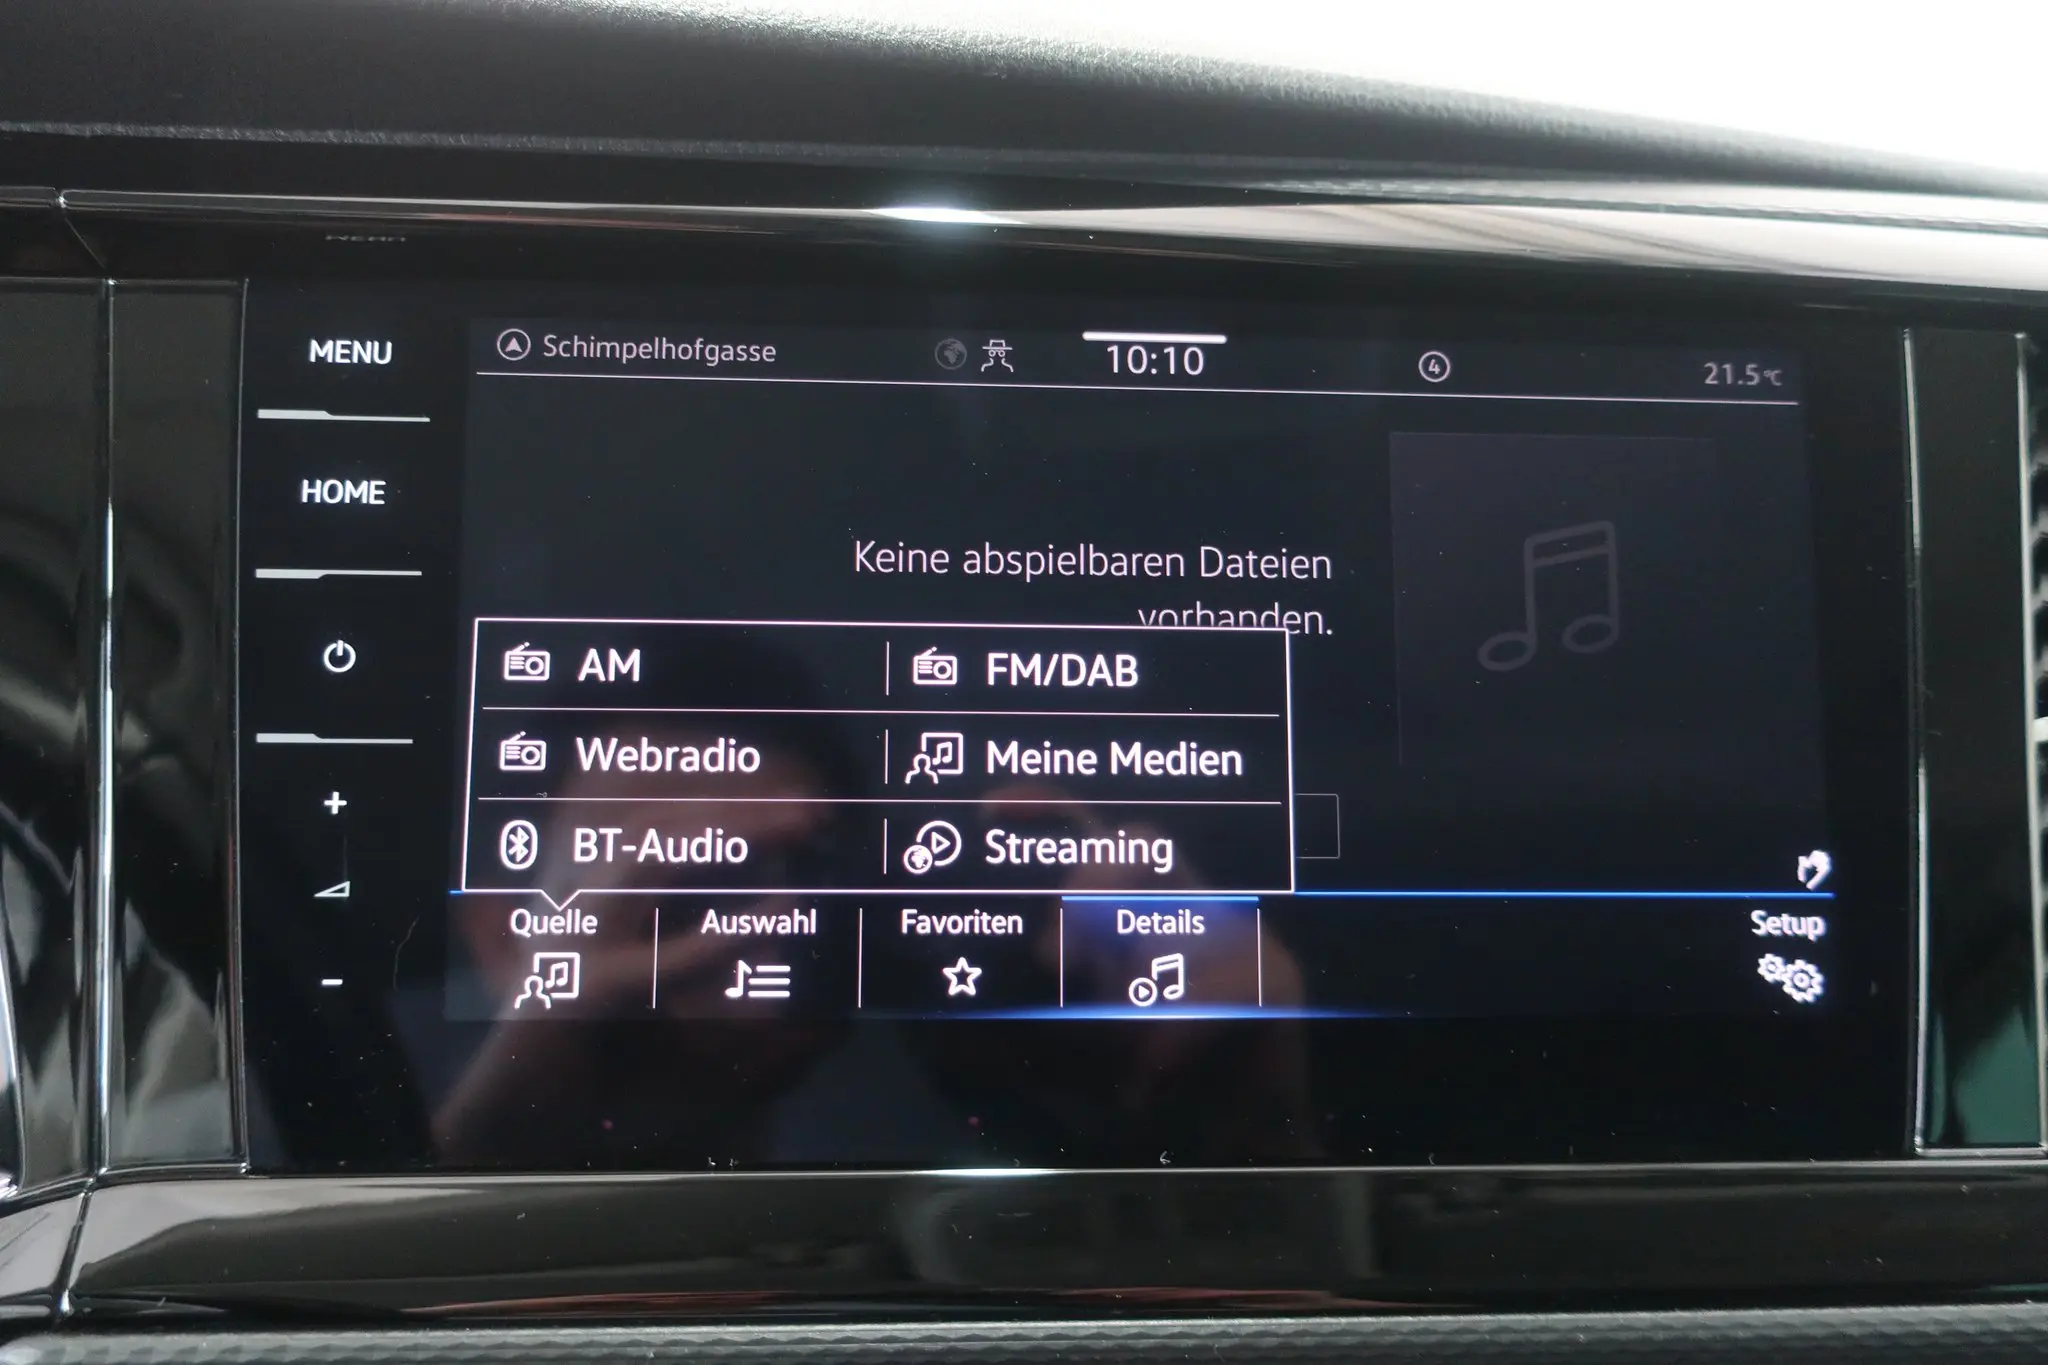 MENU
HOME
+
-
Schimpelhofgasse
10:10
4
21.5°C
Keine abspielbaren Dateien
vorhanden.
AM
FM/DAB
Webradio
Meine Medien
BT-Audio
Streaming
Quelle
Auswahl
Favoriten
Details
Setup